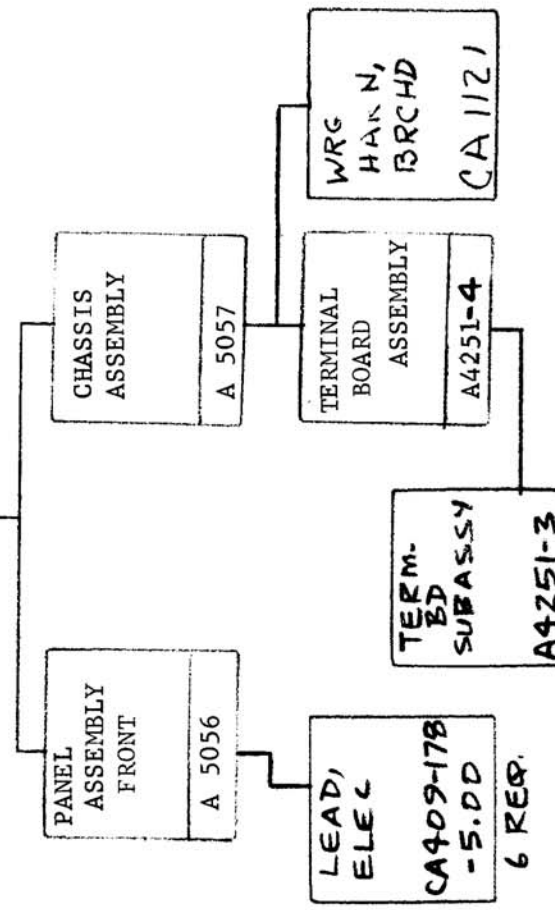 PANEL
ASSEMBLY
FRONT
A 5056
CHASSIS
ASSEMBLY
A 5057
LEAD,
ELEC
CA409-178
-5.00
6 REQ.
TERMINAL
BOARD
ASSEMBLY
A4251-4
WRG
HARN,
BRCHD
CA1121
TERM.
BD
SUBASSY
A4251-3